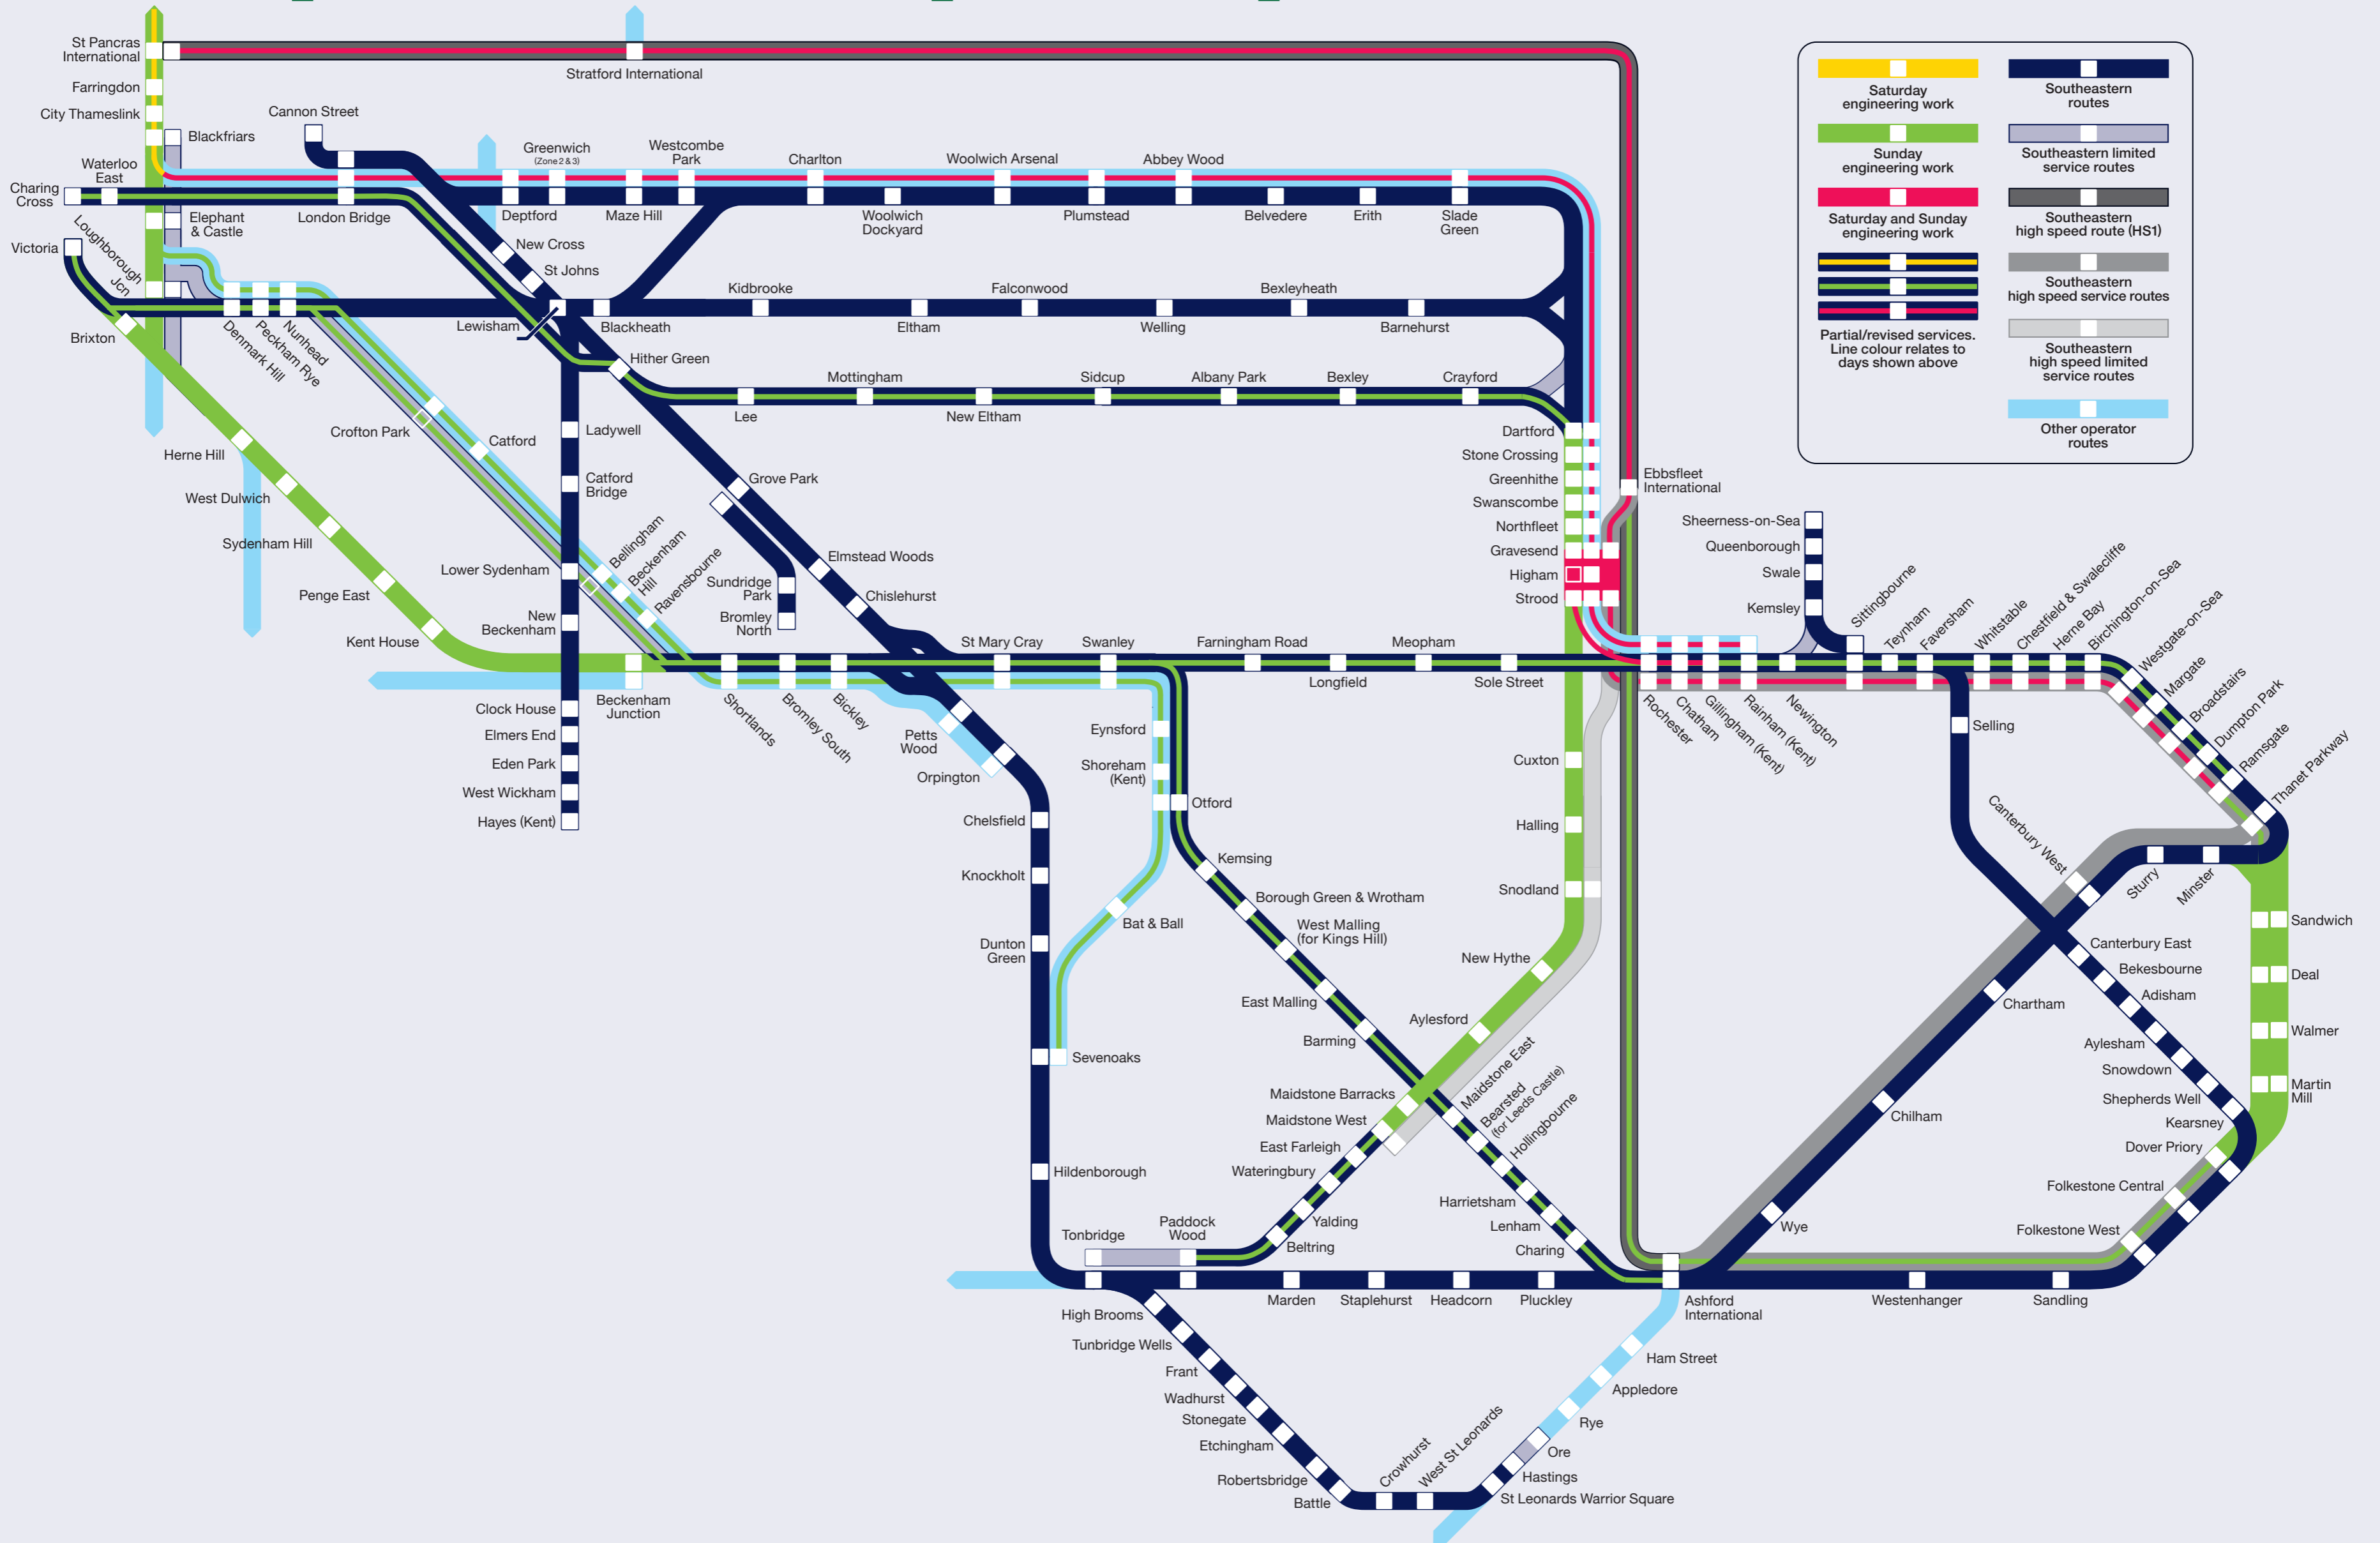 St Pancras
International
Farringdon
City Thameslink
Blackfriars
Stratford International
Cannon Street
Waterloo
East
Charing
Cross
London Bridge
Elephant
& Castle
Victoria
Loughborough
Jcn
Brixton
Denmark Hill
Peckham Rye
Nunhead
Greenwich
(Zone 2 & 3)
Westcombe
Park
Charlton
Woolwich Arsenal
Abbey Wood
Deptford
Maze Hill
Woolwich
Dockyard
Plumstead
Belvedere
Erith
Slade
Green
New Cross
St Johns
Lewisham
Blackheath
Kidbrooke
Eltham
Falconwood
Welling
Bexleyheath
Barnehurst
Hither Green
Lee
Mottingham
New Eltham
Sidcup
Albany Park
Bexley
Crayford
Saturday
engineering work
Sunday
engineering work
Saturday and Sunday
engineering work
Partial/revised services.
Line colour relates to
days shown above
Southeastern
routes
Southeastern limited
service routes
Southeastern
high speed route (HS1)
Southeastern
high speed service routes
Southeastern
high speed limited
service routes
Other operator
routes
Herne Hill
West Dulwich
Sydenham Hill
Penge East
Kent House
Crofton Park
Catford
Ladywell
Catford
Bridge
Lower Sydenham
New
Beckenham
Bellingham
Beckenham
Hill
Ravensbourne
Clock House
Elmers End
Eden Park
West Wickham
Hayes (Kent)
Beckenham
Junction
Grove Park
Sundridge
Park
Bromley
North
Elmstead Woods
Chislehurst
Shortlands
Bromley South
Bickley
Petts
Wood
Orpington
St Mary Cray
Swanley
Farningham Road
Longfield
Meopham
Sole Street
Dartford
Stone Crossing
Greenhithe
Swanscombe
Northfleet
Gravesend
Higham
Strood
Ebbsfleet
International
Sheerness-on-Sea
Queenborough
Swale
Kemsley
Sittingbourne
Teynham
Faversham
Whitstable
Chestfield & Swalecliffe
Herne Bay
Birchington-on-Sea
Westgate-on-Sea
Margate
Broadstairs
Dumpton Park
Ramsgate
Thanet Parkway
Rochester
Chatham
Gillingham (Kent)
Rainham (Kent)
Newington
Selling
Eynsford
Shoreham
(Kent)
Otford
Bat & Ball
Chelsfield
Knockholt
Dunton
Green
Sevenoaks
Hildenborough
Kemsing
Borough Green & Wrotham
West Malling
(for Kings Hill)
East Malling
Barming
Maidstone East
Bearsted
(for Leeds Castle)
Hollingbourne
Harrietsham
Lenham
Charing
Cuxton
Halling
Snodland
New Hythe
Aylesford
Maidstone Barracks
Maidstone West
East Farleigh
Wateringbury
Yalding
Beltring
Paddock
Wood
Tonbridge
Canterbury West
Sturry
Minster
Sandwich
Deal
Walmer
Martin
Mill
Canterbury East
Bekesbourne
Adisham
Aylesham
Snowdown
Shepherds Well
Kearsney
Dover Priory
Folkestone Central
Folkestone West
Chartham
Chilham
Wye
Marden
Staplehurst
Headcorn
Pluckley
Ashford
International
Westenhanger
Sandling
High Brooms
Tunbridge Wells
Frant
Wadhurst
Stonegate
Etchingham
Robertsbridge
Battle
Crowhurst
West St Leonards
St Leonards Warrior Square
Hastings
Ore
Rye
Appledore
Ham Street